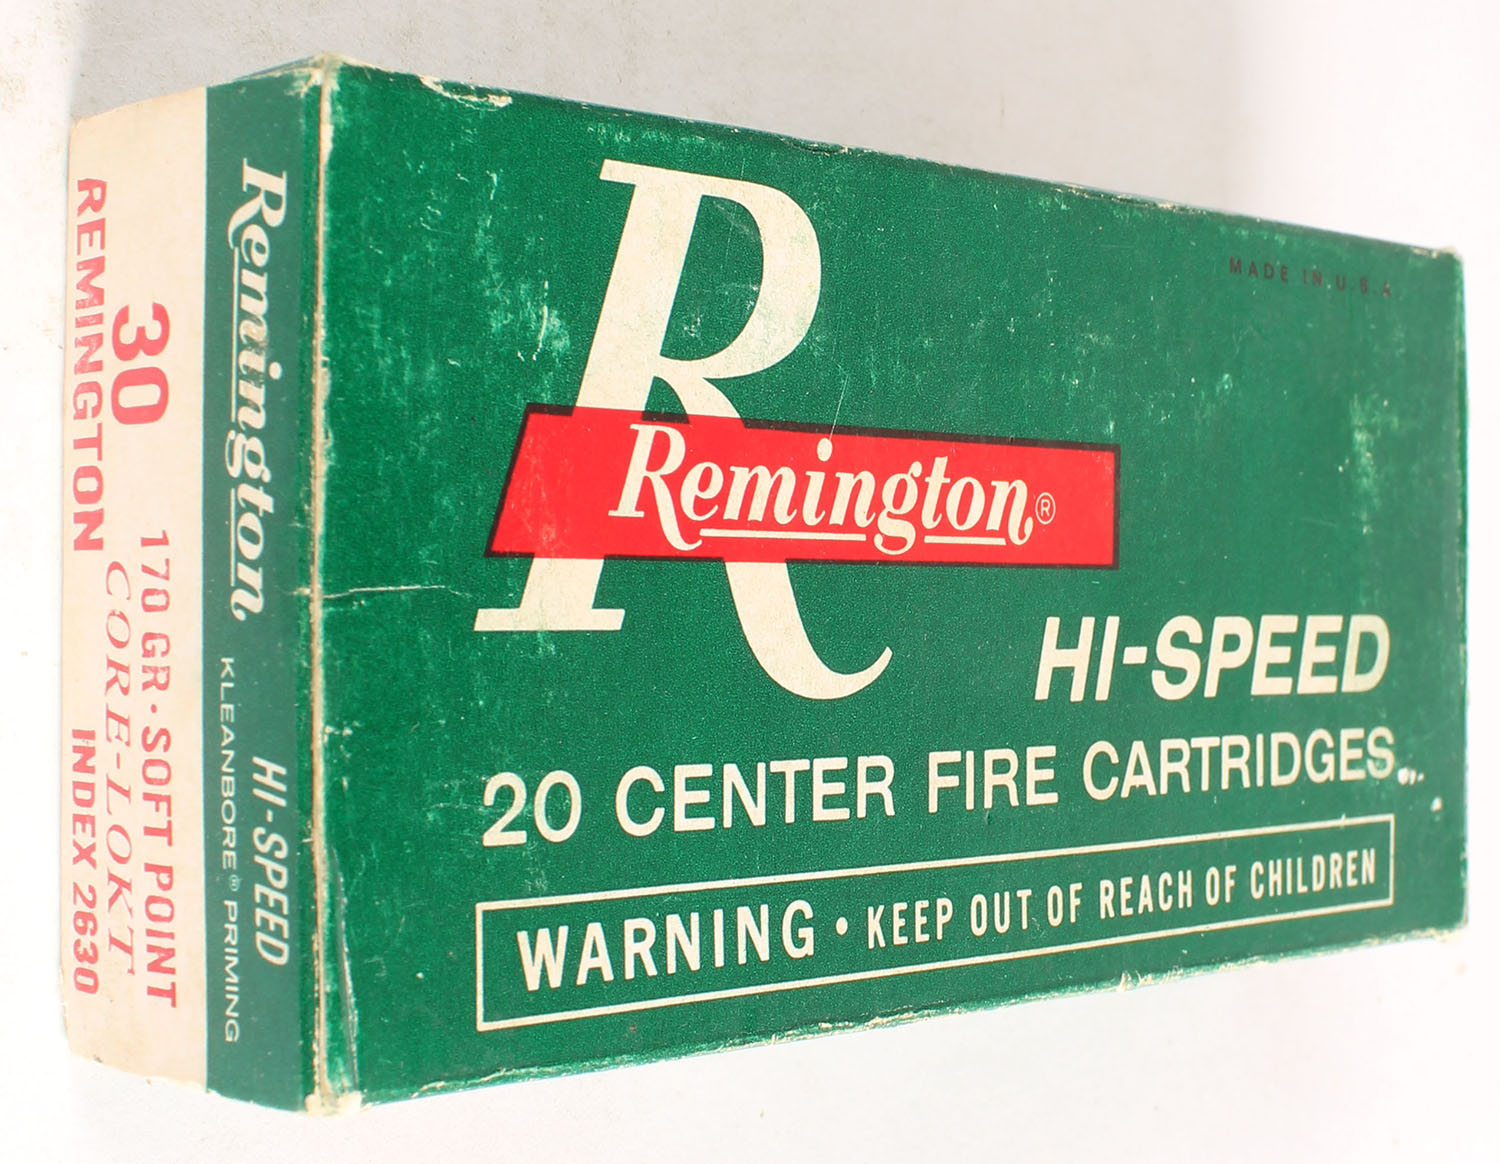 R
MADE IN U.S.A
Remington®
HI-SPEED
20 CENTER FIRE CARTRIDGES
WARNING • KEEP OUT OF REACH OF CHILDREN
Remington
HI-SPEED
KLEANBORE® PRIMING
30
REMINGTON
170 GR. SOFT POINT
CORE-LOKT
INDEX 2630